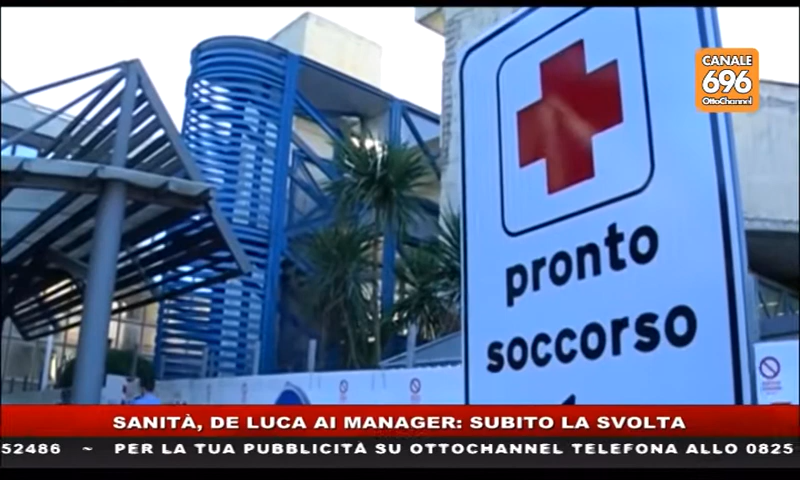 CANALE
696
OttoChannel
pronto
soccorso
SANITÀ, DE LUCA AI MANAGER: SUBITO LA SVOLTA
52486 ~ PER LA TUA PUBBLICITÀ SU OTTOCHANNEL TELEFONA ALLO 0825